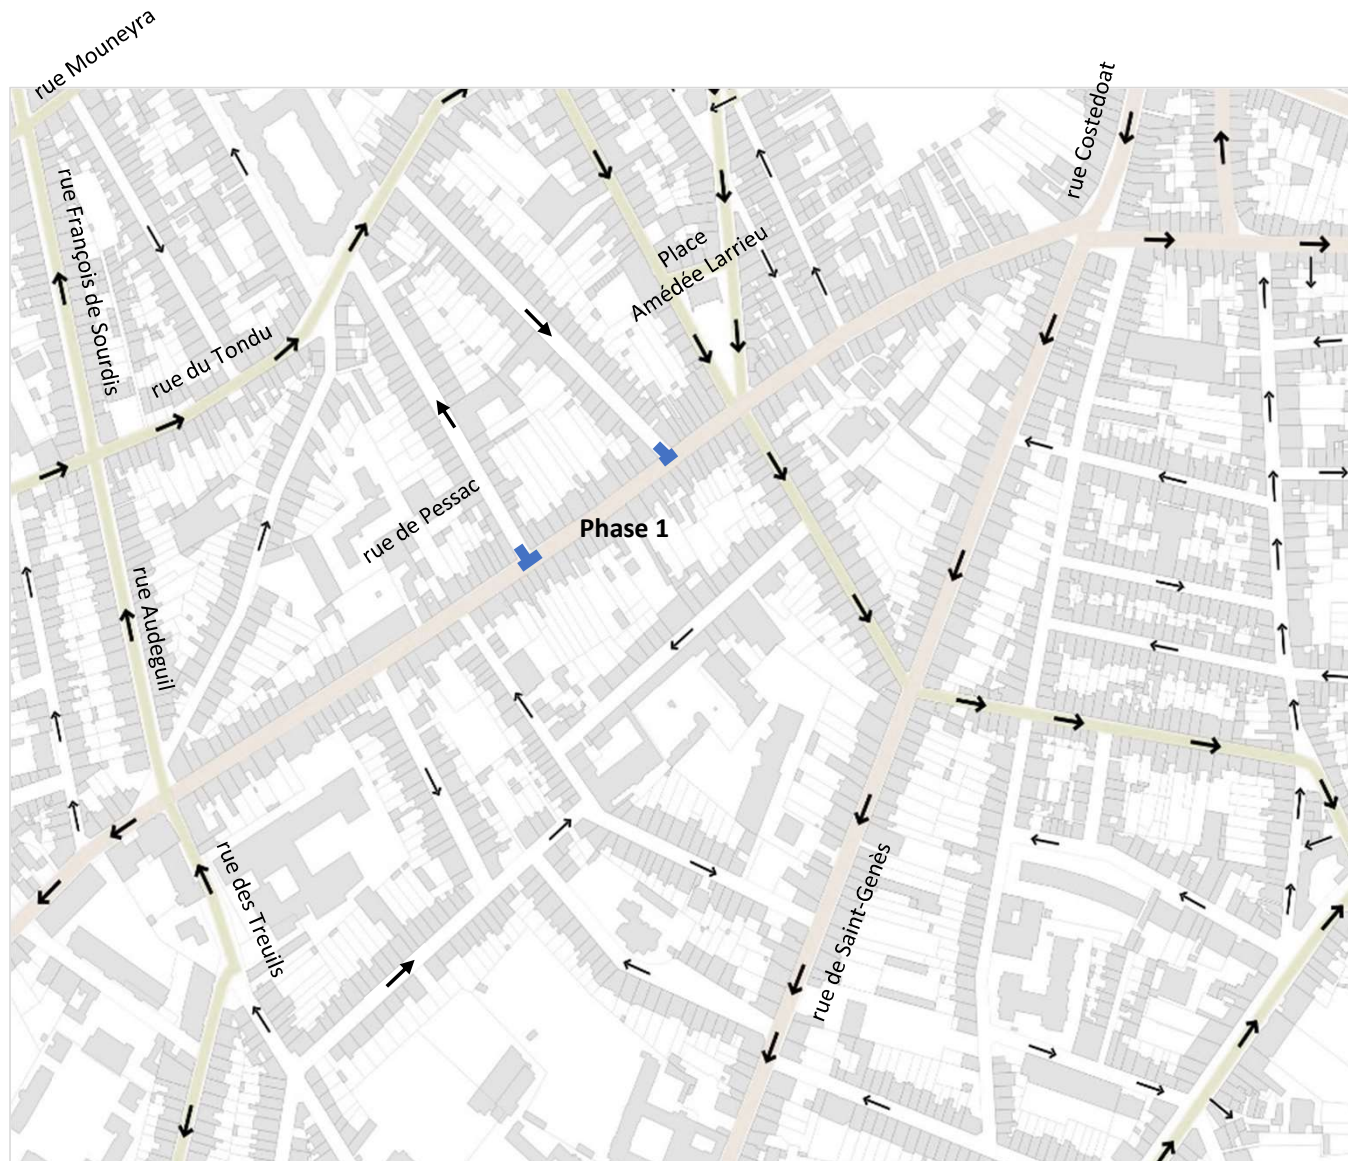 rue Mouneyra
rue Costedoat
rue François de Sourdis
Place
Amédée Larrieu
rue du Tondu
rue de Pessac
Phase 1
rue Audeguil
rue des Treuils
rue de Saint-Genès